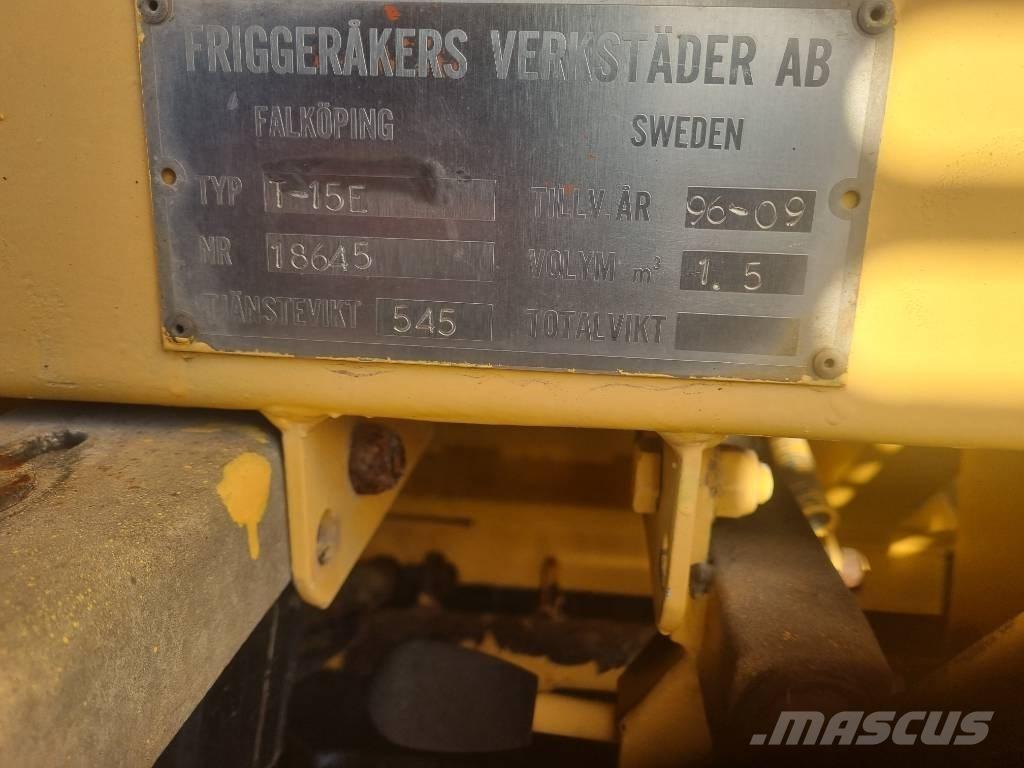 FRIGGERÅKERS VERKSTÄDER AB
FALKÖPING SWEDEN
TYP T-15E TILLV.ÅR 96-09
NR 18645 VOLYM m³ 1.5
TJÄNSTEVIKT 545 TOTALVIKT
MASCUS